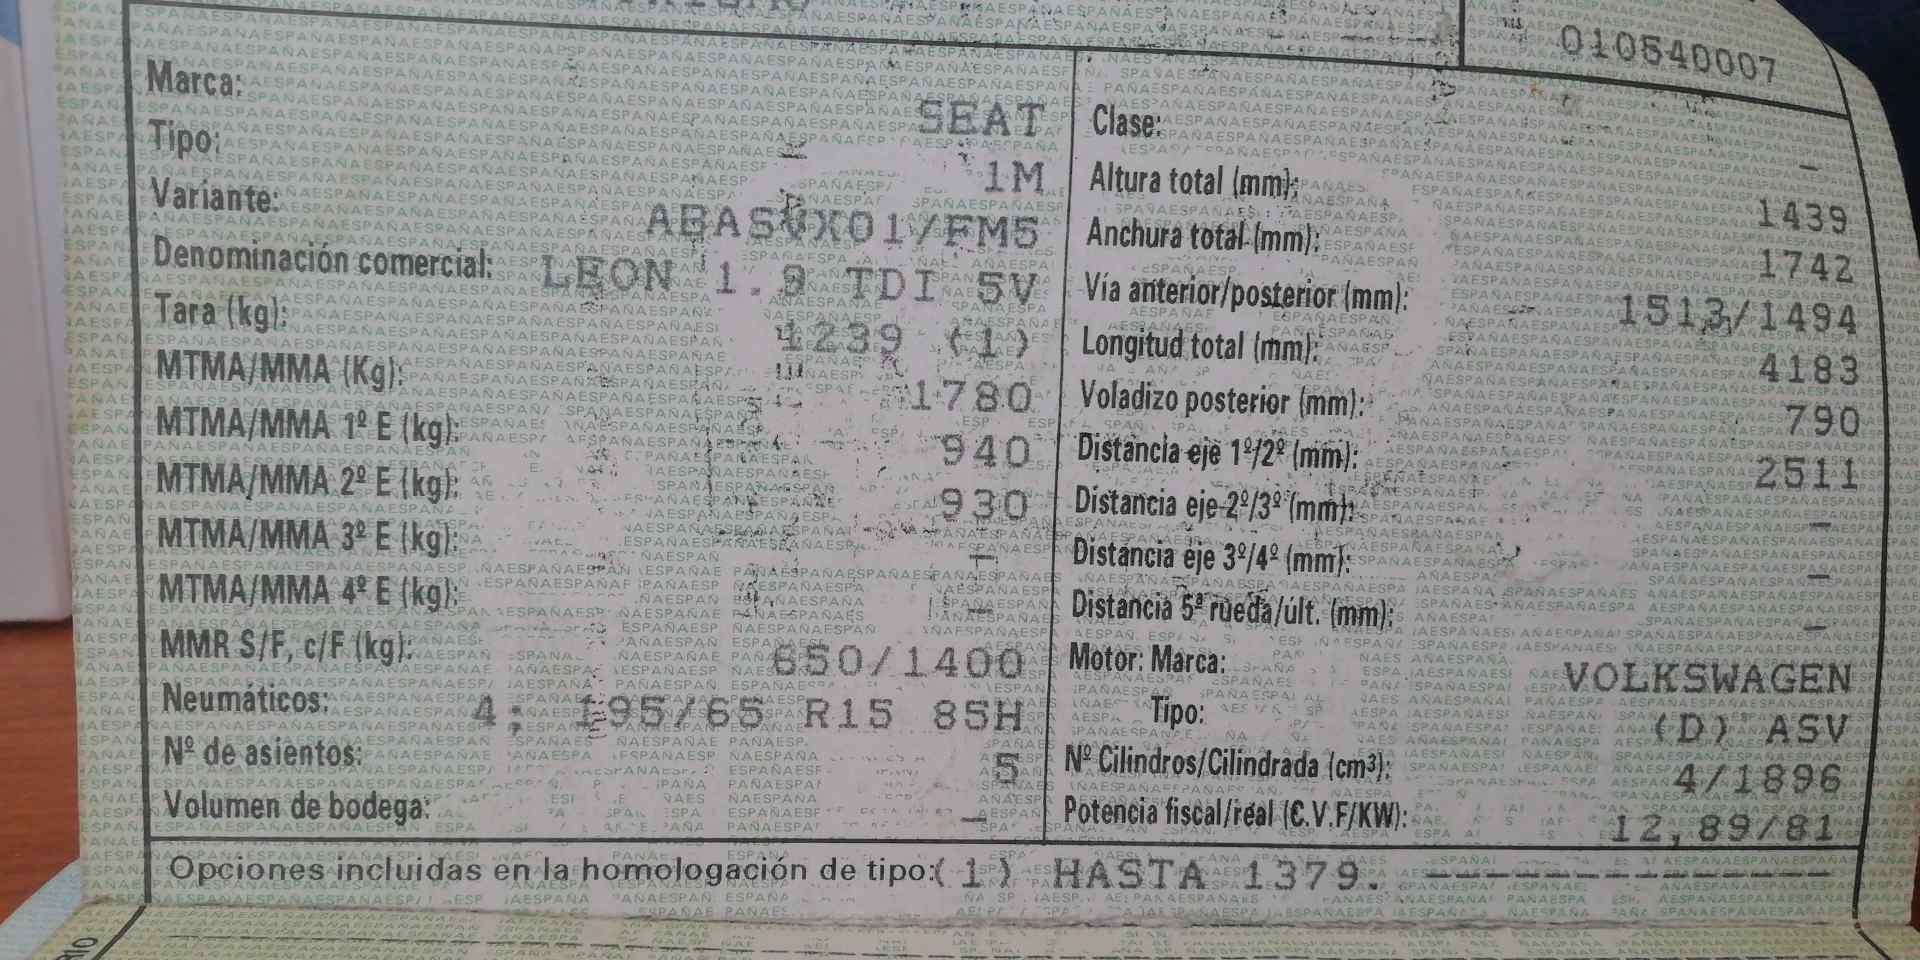 010540007
Marca: SEAT
Tipo: 1M
Variante: ABASVX01/FM5
Denominación comercial: LEON 1.9 TDI 5V
Tara (kg): 1239 (1)
MTMA/MMA (Kg): 1780
MTMA/MMA 1º E (kg): 940
MTMA/MMA 2º E (kg): 930
MTMA/MMA 3º E (kg): –
MTMA/MMA 4º E (kg): –
MMR S/F, c/F (kg): 650/1400
Neumáticos: 4; 195/65 R15 85H
Nº de asientos: 5
Volumen de bodega: –
Clase: –
Altura total (mm): 1439
Anchura total (mm): 1742
Vía anterior/posterior (mm): 1513/1494
Longitud total (mm): 4183
Voladizo posterior (mm): 790
Distancia eje 1º/2º (mm): 2511
Distancia eje 2º/3º (mm): –
Distancia eje 3º/4º (mm): –
Distancia 5ª rueda/últ. (mm): –
Motor: Marca: VOLKSWAGEN
Tipo: (D) ASV
Nº Cilindros/Cilindrada (cm³): 4/1896
Potencia fiscal/real (C.V.F/KW): 12,89/81
Opciones incluidas en la homologación de tipo: (1) HASTA 1379. --------------